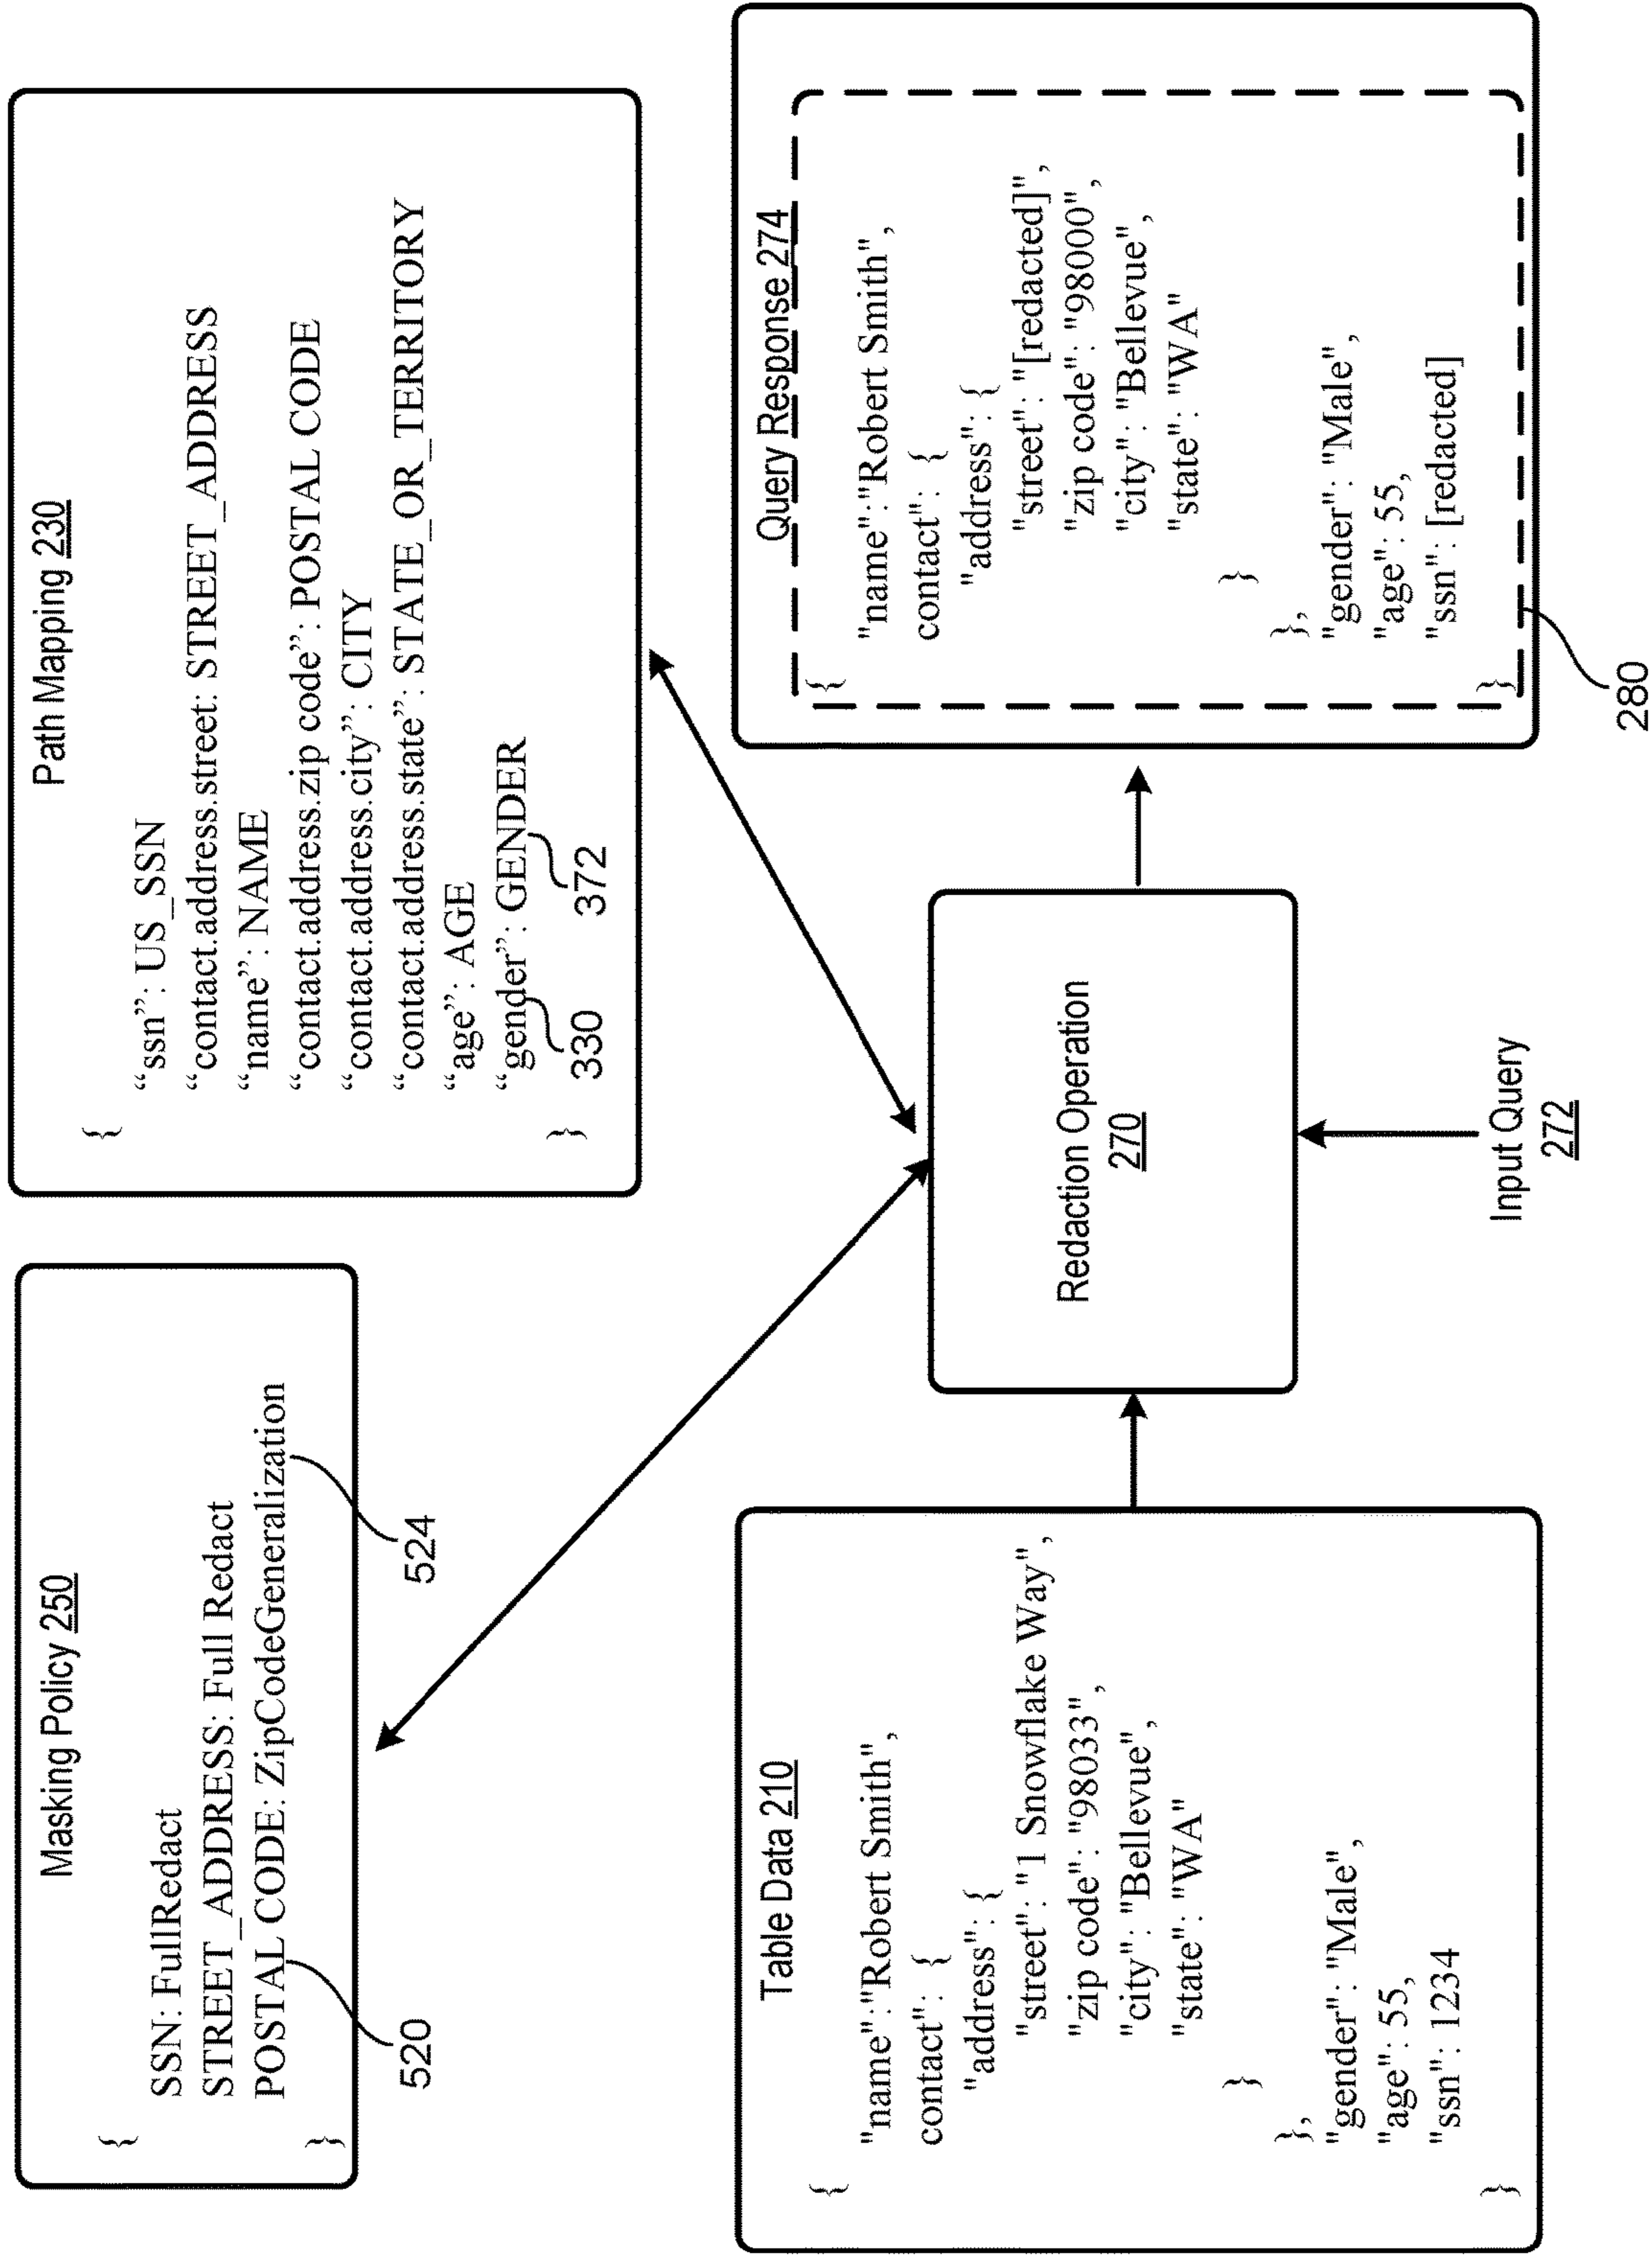 Masking Policy 250
{
SSN: FullRedact
STREET_ADDRESS: Full Redact
POSTAL CODE: ZipCodeGeneralization
}
520
524
Path Mapping 230
{
“ssn”: US_SSN
“contact.address.street: STREET_ADDRESS
“name”: NAME
“contact.address.zip code”: POSTAL CODE
“contact.address.city”: CITY
“contact.address.state”: STATE_OR_TERRITORY
“age”: AGE
“gender”: GENDER
}
330
372
Table Data 210
{
"name":"Robert Smith",
contact": {
"address": {
"street": "1 Snowflake Way",
"zip code": "98033",
"city": "Bellevue",
"state": "WA"
}
},
"gender": "Male",
"age": 55,
"ssn": 1234
}
Redaction Operation
270
Input Query
272
Query Response 274
{
"name":"Robert Smith",
contact": {
"address": {
"street": "[redacted]",
"zip code": "98000",
"city": "Bellevue",
"state": "WA"
}
},
"gender": "Male",
"age": 55,
"ssn": [redacted]
}
280